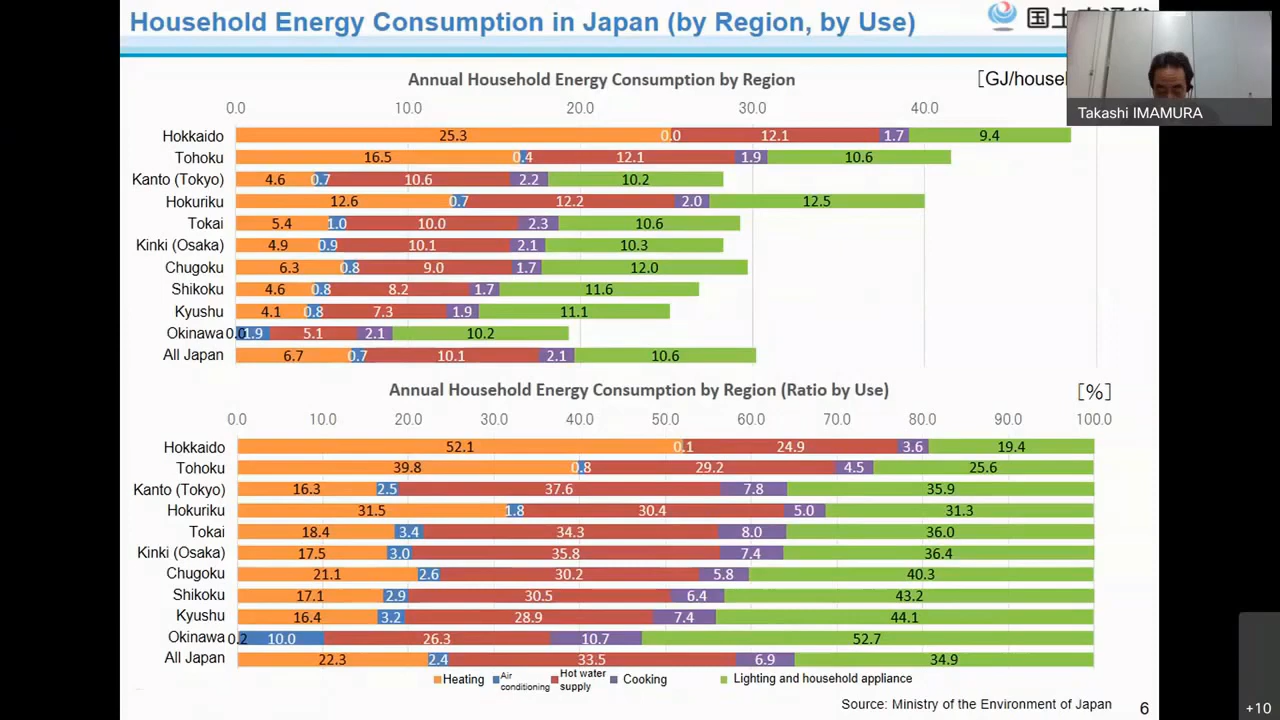 Household Energy Consumption in Japan (by Region, by Use)
Takashi IMAMURA
Annual Household Energy Consumption by Region
0.0 10.0 20.0 30.0 40.0
Hokkaido 25.3 0.0 12.1 1.7 9.4
Tohoku 16.5 0.4 12.1 1.9 10.6
Kanto (Tokyo) 4.6 0.7 10.6 2.2 10.2
Hokuriku 12.6 0.7 12.2 2.0 12.5
Tokai 5.4 1.0 10.0 2.3 10.6
Kinki (Osaka) 4.9 0.9 10.1 2.1 10.3
Chugoku 6.3 0.8 9.0 1.7 12.0
Shikoku 4.6 0.8 8.2 1.7 11.6
Kyushu 4.1 0.8 7.3 1.9 11.1
Okinawa 0.0 1.9 5.1 2.1 10.2
All Japan 6.7 0.7 10.1 2.1 10.6
Annual Household Energy Consumption by Region (Ratio by Use) [%]
0.0 10.0 20.0 30.0 40.0 50.0 60.0 70.0 80.0 90.0 100.0
Hokkaido 52.1 0.1 24.9 3.6 19.4
Tohoku 39.8 0.8 29.2 4.5 25.6
Kanto (Tokyo) 16.3 2.5 37.6 7.8 35.9
Hokuriku 31.5 1.8 30.4 5.0 31.3
Tokai 18.4 3.4 34.3 8.0 36.0
Kinki (Osaka) 17.5 3.0 35.8 7.4 36.4
Chugoku 21.1 2.6 30.2 5.8 40.3
Shikoku 17.1 2.9 30.5 6.4 43.2
Kyushu 16.4 3.2 28.9 7.4 44.1
Okinawa 0.2 10.0 26.3 10.7 52.7
All Japan 22.3 2.4 33.5 6.9 34.9
Heating Air conditioning Hot water supply Cooking Lighting and household appliance
Source: Ministry of the Environment of Japan 6
+10